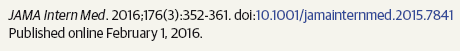 JAMA Intern Med. 2016;176(3):352-361. doi:10.1001/jamainternmed.2015.7841
Published online February 1, 2016.